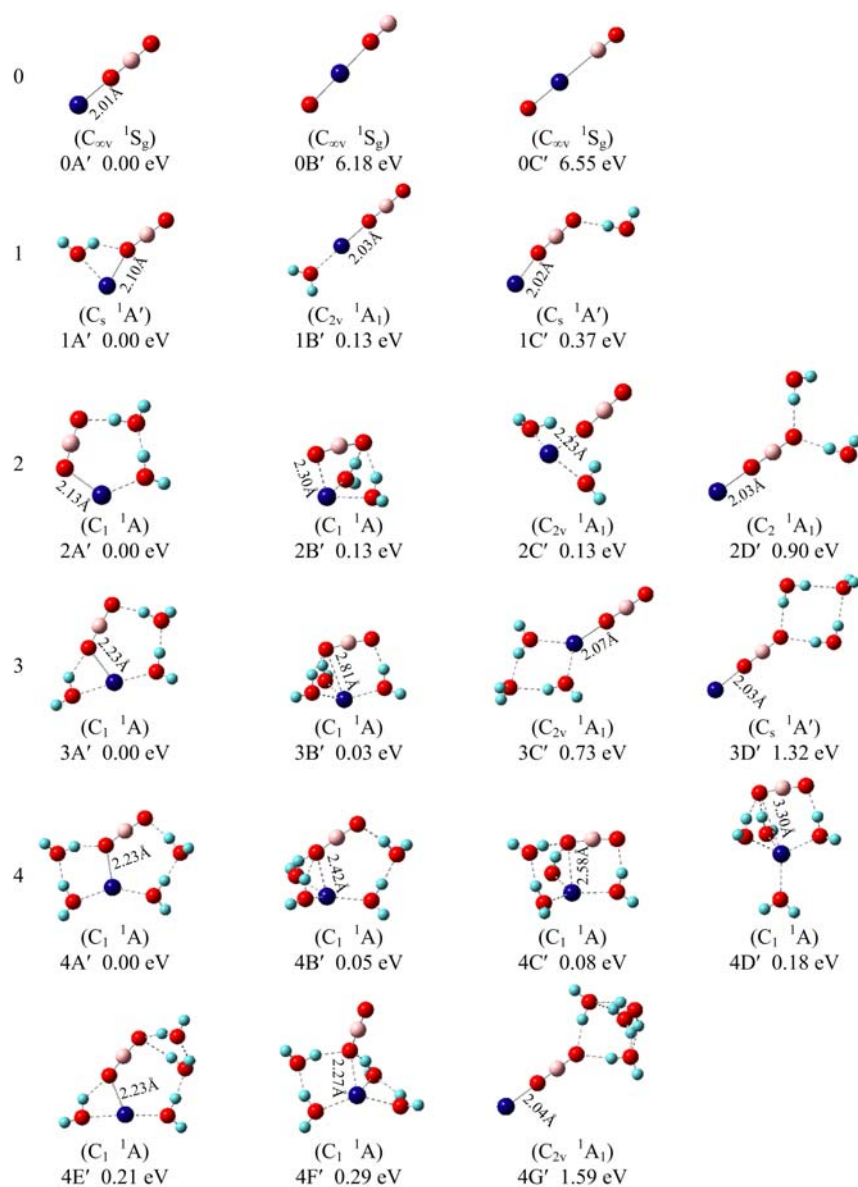 0
2.01Å
(C∞v ¹Sg) (C∞v ¹Sg) (C∞v ¹Sg)
0A′ 0.00 eV 0B′ 6.18 eV 0C′ 6.55 eV
1
2.10Å 2.03Å 2.02Å
(Cs ¹A′) (C2v ¹A1) (Cs ¹A′)
1A′ 0.00 eV 1B′ 0.13 eV 1C′ 0.37 eV
2
2.13Å 2.30Å 2.23Å 2.03Å
(C1 ¹A) (C1 ¹A) (C2v ¹A1) (C2 ¹A1)
2A′ 0.00 eV 2B′ 0.13 eV 2C′ 0.13 eV 2D′ 0.90 eV
3
2.23Å 2.81Å 2.07Å 2.03Å
(C1 ¹A) (C1 ¹A) (C2v ¹A1) (Cs ¹A′)
3A′ 0.00 eV 3B′ 0.03 eV 3C′ 0.73 eV 3D′ 1.32 eV
4
2.23Å 2.42Å 2.58Å 3.30Å
(C1 ¹A) (C1 ¹A) (C1 ¹A) (C1 ¹A)
4A′ 0.00 eV 4B′ 0.05 eV 4C′ 0.08 eV 4D′ 0.18 eV
2.23Å 2.27Å 2.04Å
(C1 ¹A) (C1 ¹A) (C2v ¹A1)
4E′ 0.21 eV 4F′ 0.29 eV 4G′ 1.59 eV